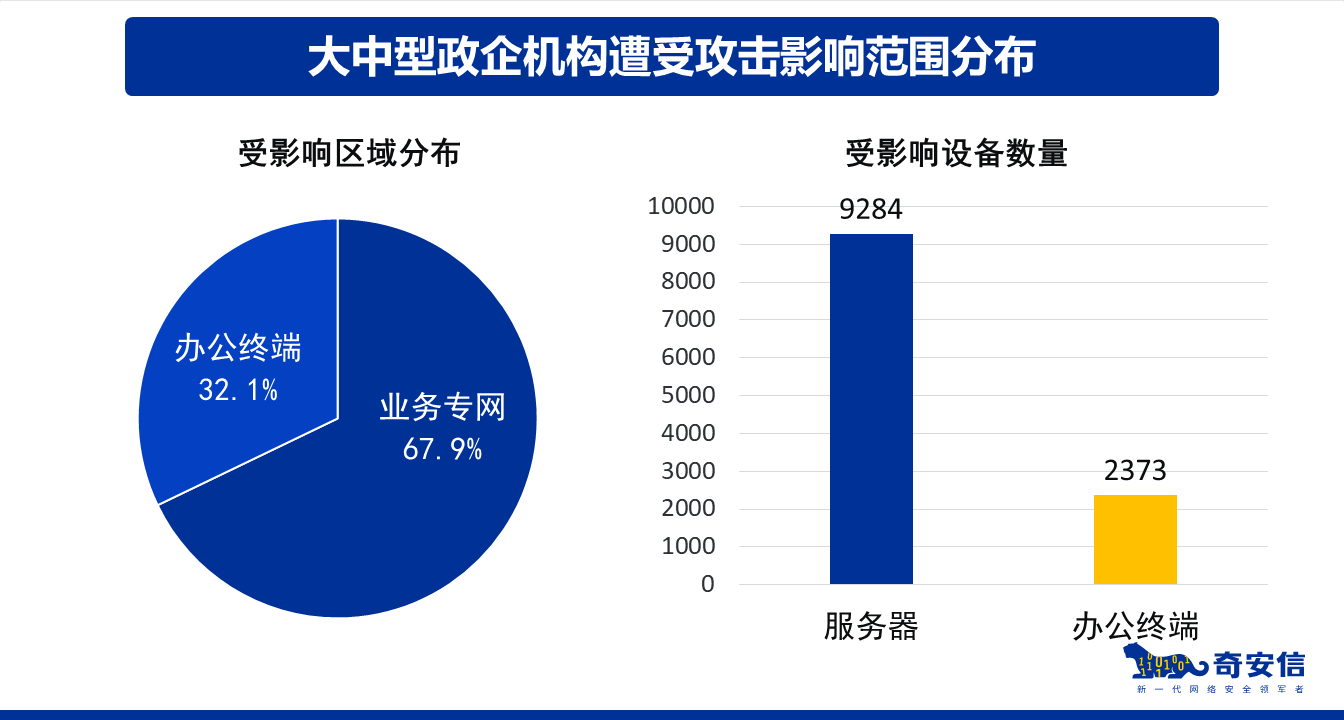 大中型政企机构遭受攻击影响范围分布
受影响区域分布
办公终端
32.1%
业务专网
67.9%
受影响设备数量
10000
9000
8000
7000
6000
5000
4000
3000
2000
1000
0
9284
2373
服务器
办公终端
奇安信
新一代网络安全领军者